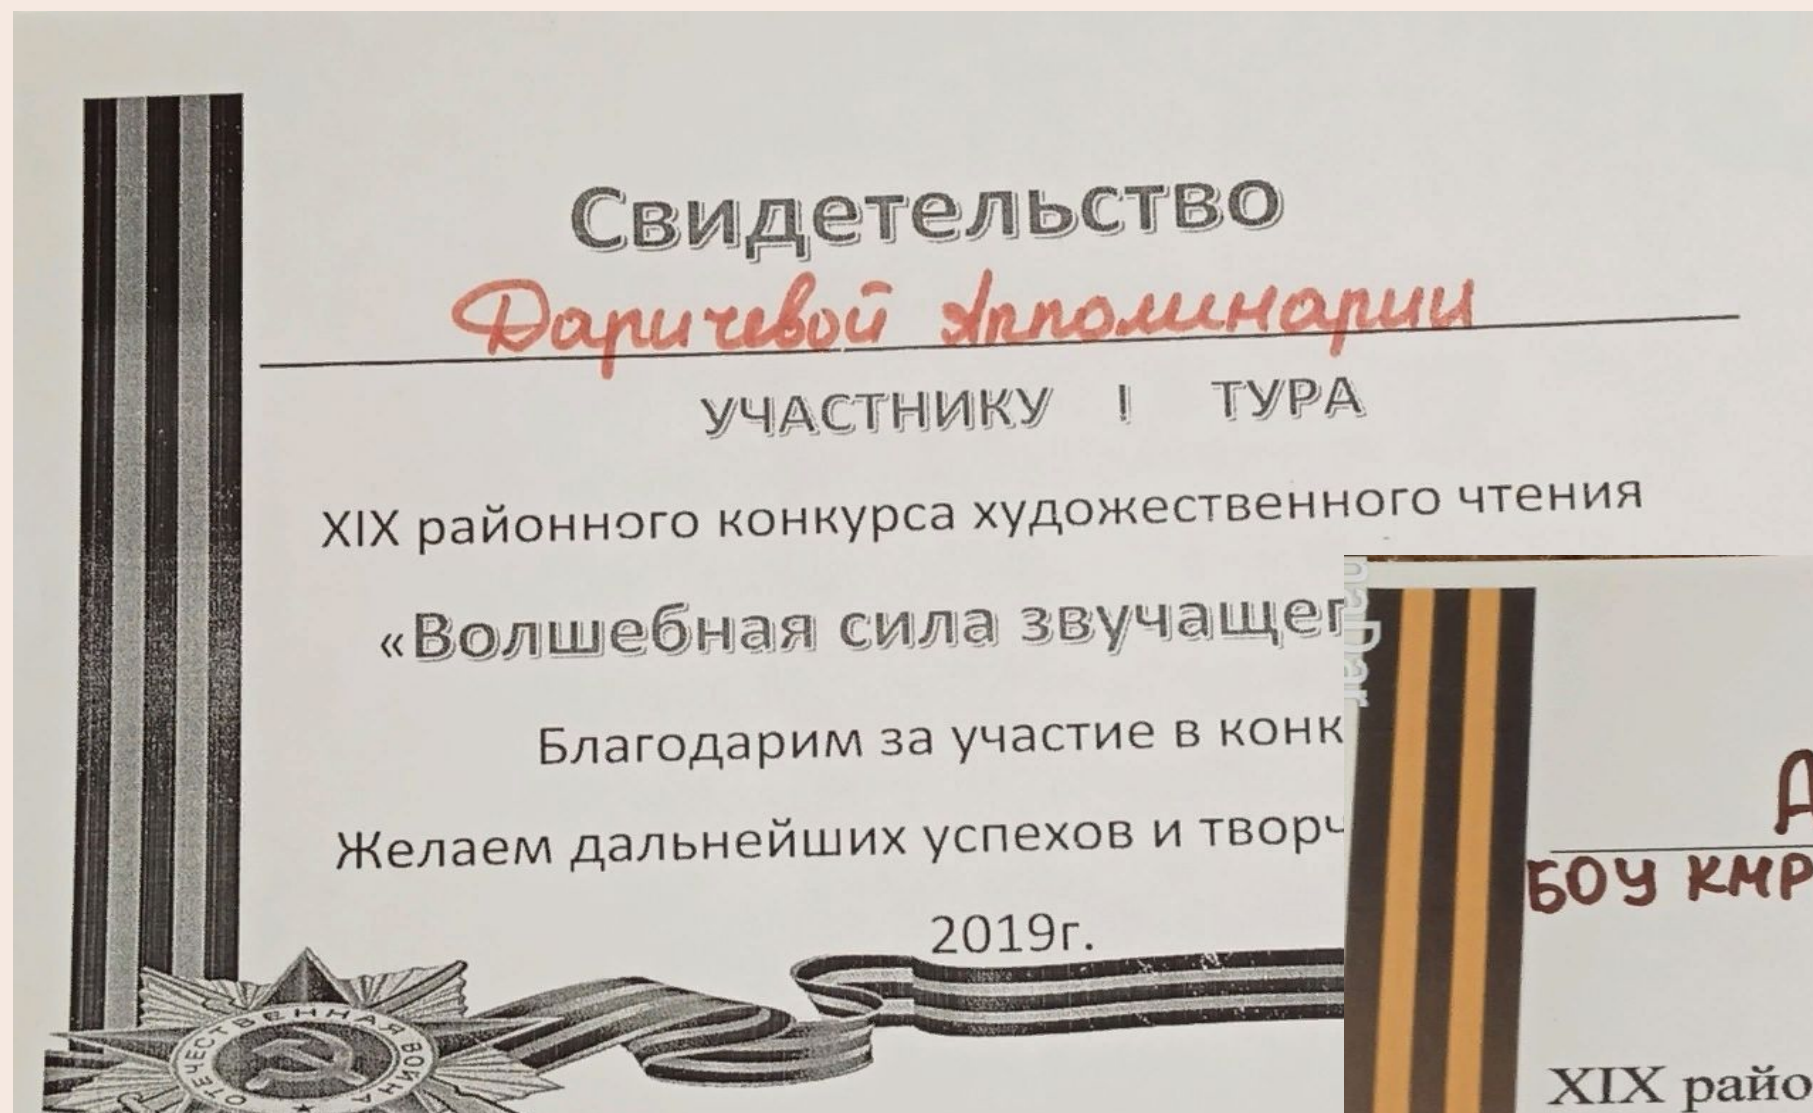 Свидетельство
Даричевой Апполинарии
УЧАСТНИКУ I ТУРА
XIX районного конкурса художественного чтения
«Волшебная сила звучащег
Благодарим за участие в конк
Желаем дальнейших успехов и творч
2019г.
ОТЕЧЕСТВЕННАЯ ВОЙНА
Д
БОУ КМР
XIX райо